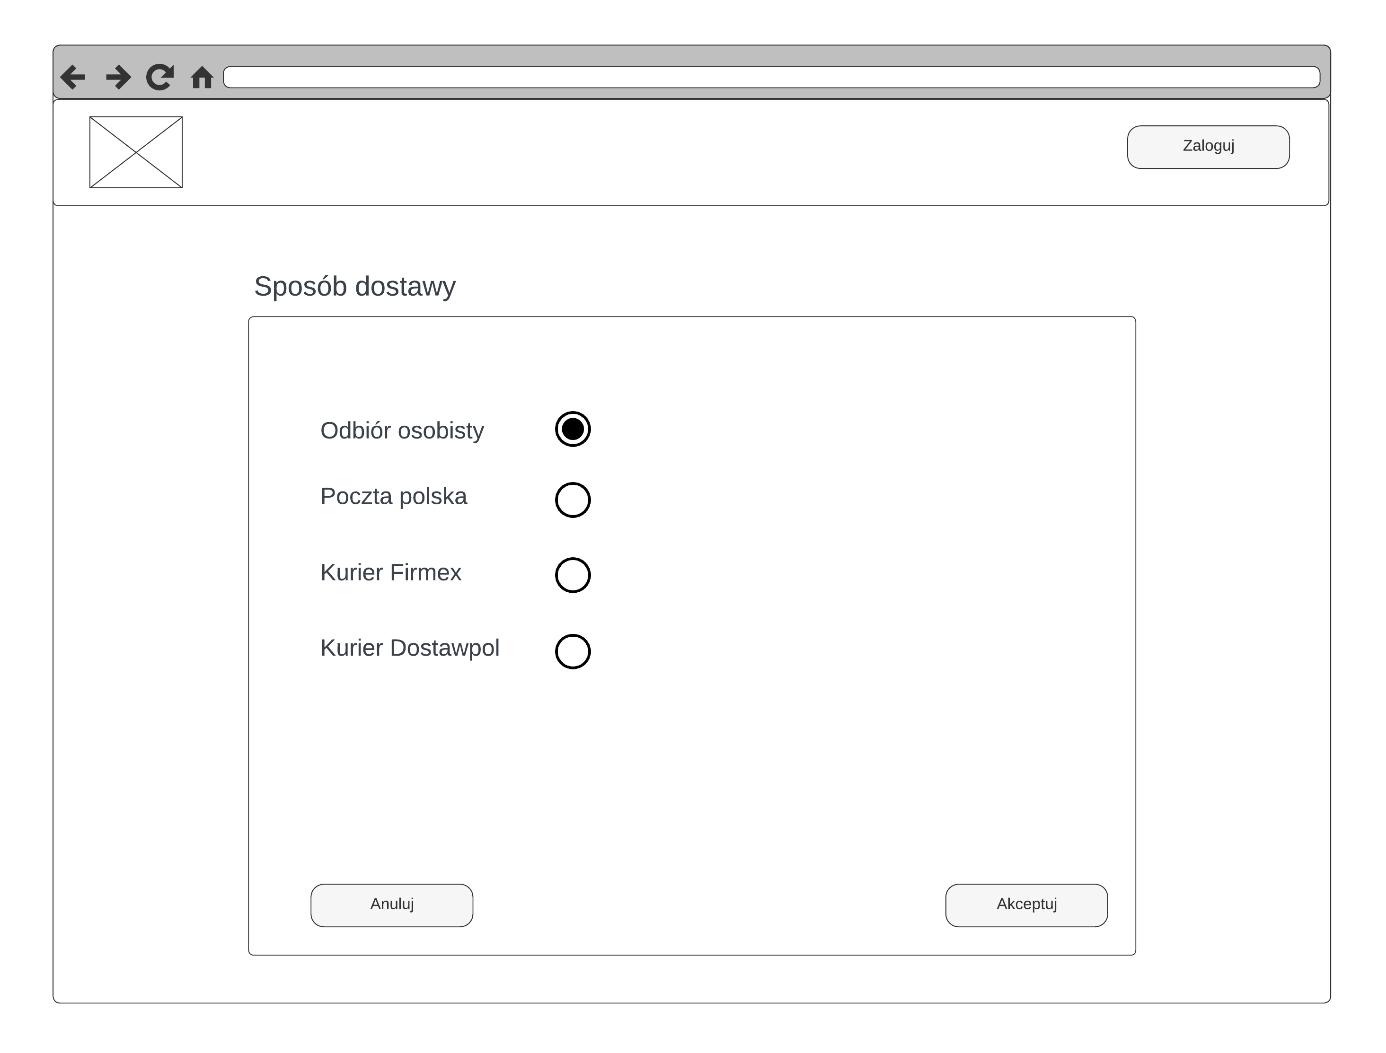 Zaloguj
Sposób dostawy
Odbiór osobisty
Poczta polska
Kurier Firmex
Kurier Dostawpol
Anuluj
Akceptuj